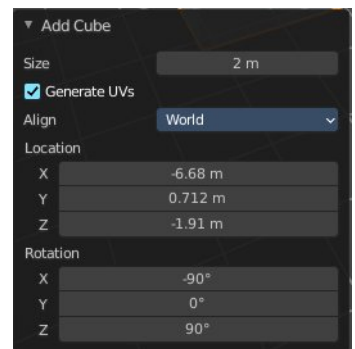 Add Cube
Size 2 m
Generate UVs
Align World
Location
X -6.68 m
Y 0.712 m
Z -1.91 m
Rotation
X -90°
Y 0°
Z 90°